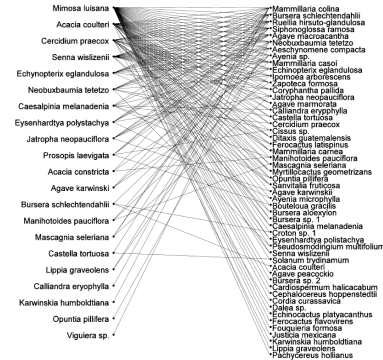 Mimosa luisana
Acacia coulteri
Cercidium praecox
Senna wislizenii
Echynopterix eglandulosa
Neobuxbaumia tetetzo
Caesalpinia melanadenia
Eysenhardtya polystachya
Jatropha neopauciflora
Prosopis laevigata
Acacia constricta
Agave karwinski
Bursera schlechtendallii
Manihotoides pauciflora
Mascagnia seleriana
Castella tortuosa
Lippia graveolens
Calliandra eryophylla
Karwinskia humboldtiana
Opuntia pillifera
Viguiera sp.
Mammillaria colina
Bursera schlechtendahlii
Ruellia hirsuto-glandulosa
Siphonoglossa ramosa
Agave macroacantha
Neobuxbaumia tetetzo
Aeschynomene compacta
Ayenia sp.
Mammillaria casoi
Echinopterix eglandulosa
Ipomoea arborescens
Zapoteca formosa
Coryphantha pallida
Jatropha neopauciflora
Agave marmorata
Calliandra eryphylla
Castella tortuosa
Cercidium praecox
Cissus sp.
Ditaxis guatemalensis
Ferocactus latispinus
Mammillaria carnea
Manihotoides pauciflora
Mascagnia seleriana
Myrtillocactus geometrizans
Opuntia pillifera
Sanvitalia fruticosa
Agave karwinskii
Ayenia microphylla
Bouteloua gracilis
Bursera aloexylon
Bursera sp. 1
Caesalpinia melanadenia
Croton sp. 1
Eysenhardtia polistachya
Pseudosmodingium multifolium
Senna wislizenii
Solanum trydinamum
Acacia coulteri
Agave peacockio
Bursera sp. 2
Cardiospermum halicacabum
Cephalocereus hoppenstedtii
Cordia curassavica
Dalea sp.
Echinocactus platyacanthus
Ferocactus flavovirens
Fouquieria formosa
Justicia mexicana
Karwinskia humboldtiana
Lippia graveolens
Pachycereus hollianus